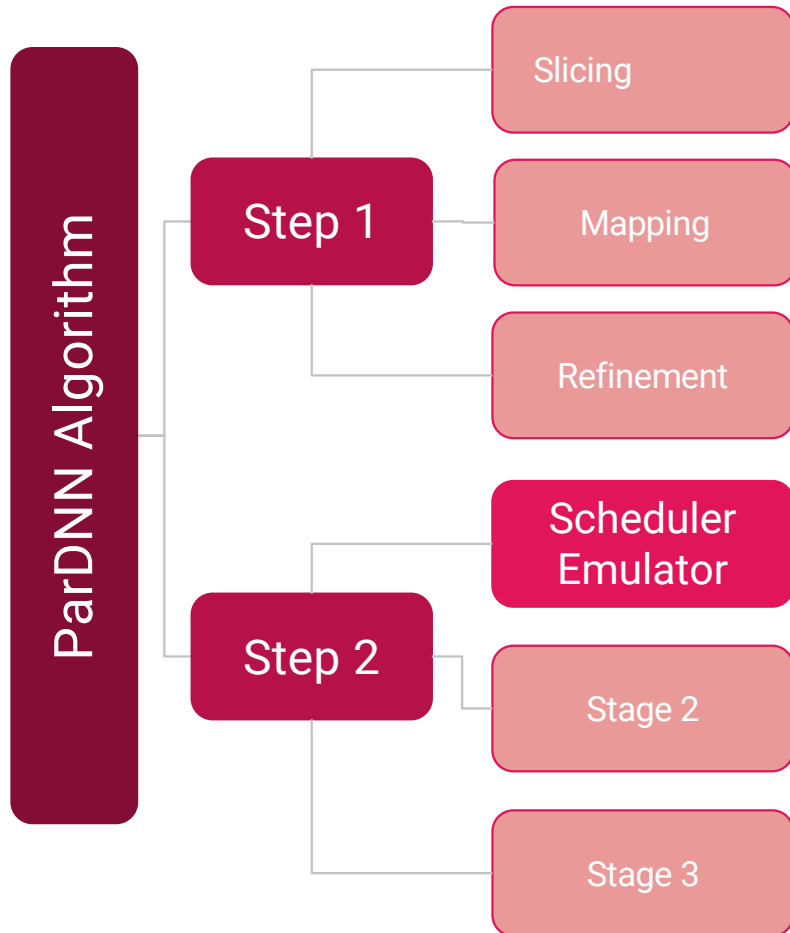 ParDNN Algorithm
Step 1
Slicing
Mapping
Refinement
Step 2
Scheduler
Emulator
Stage 2
Stage 3